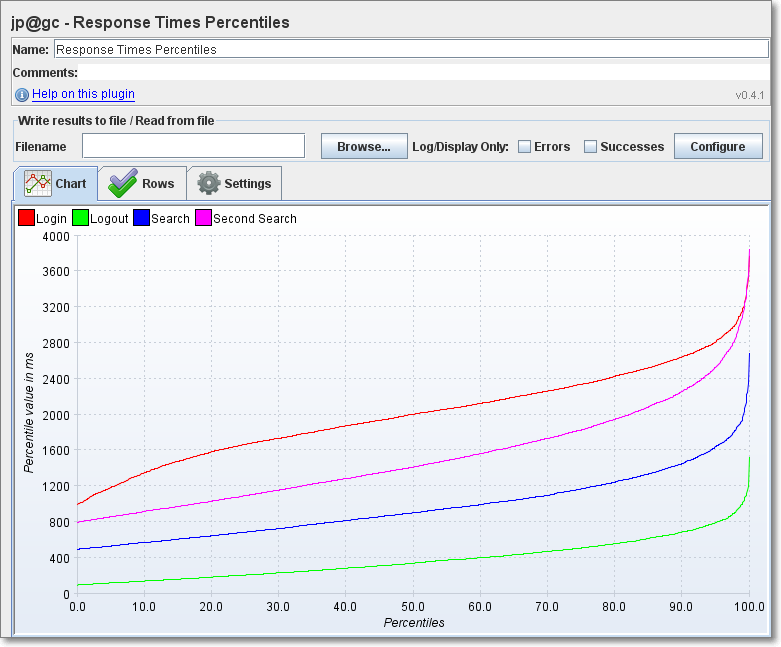 jp@gc - Response Times Percentiles
Name: Response Times Percentiles
Comments:
Help on this plugin
v0.4.1
Write results to file / Read from file
Filename Browse... Log/Display Only: Errors Successes Configure
Chart Rows Settings
Login Logout Search Second Search
4000
3600
3200
2800
2400
2000
1600
1200
800
400
0
Percentile value in ms
0.0 10.0 20.0 30.0 40.0 50.0 60.0 70.0 80.0 90.0 100.0
Percentiles